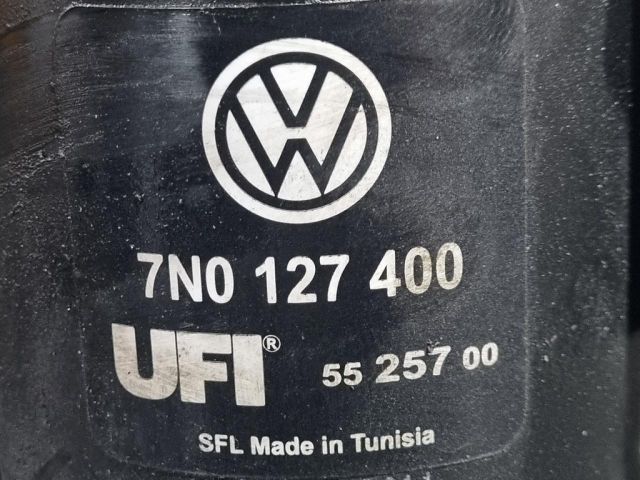 7N0 127 400
UFI® 55 257 00
SFL Made in Tunisia